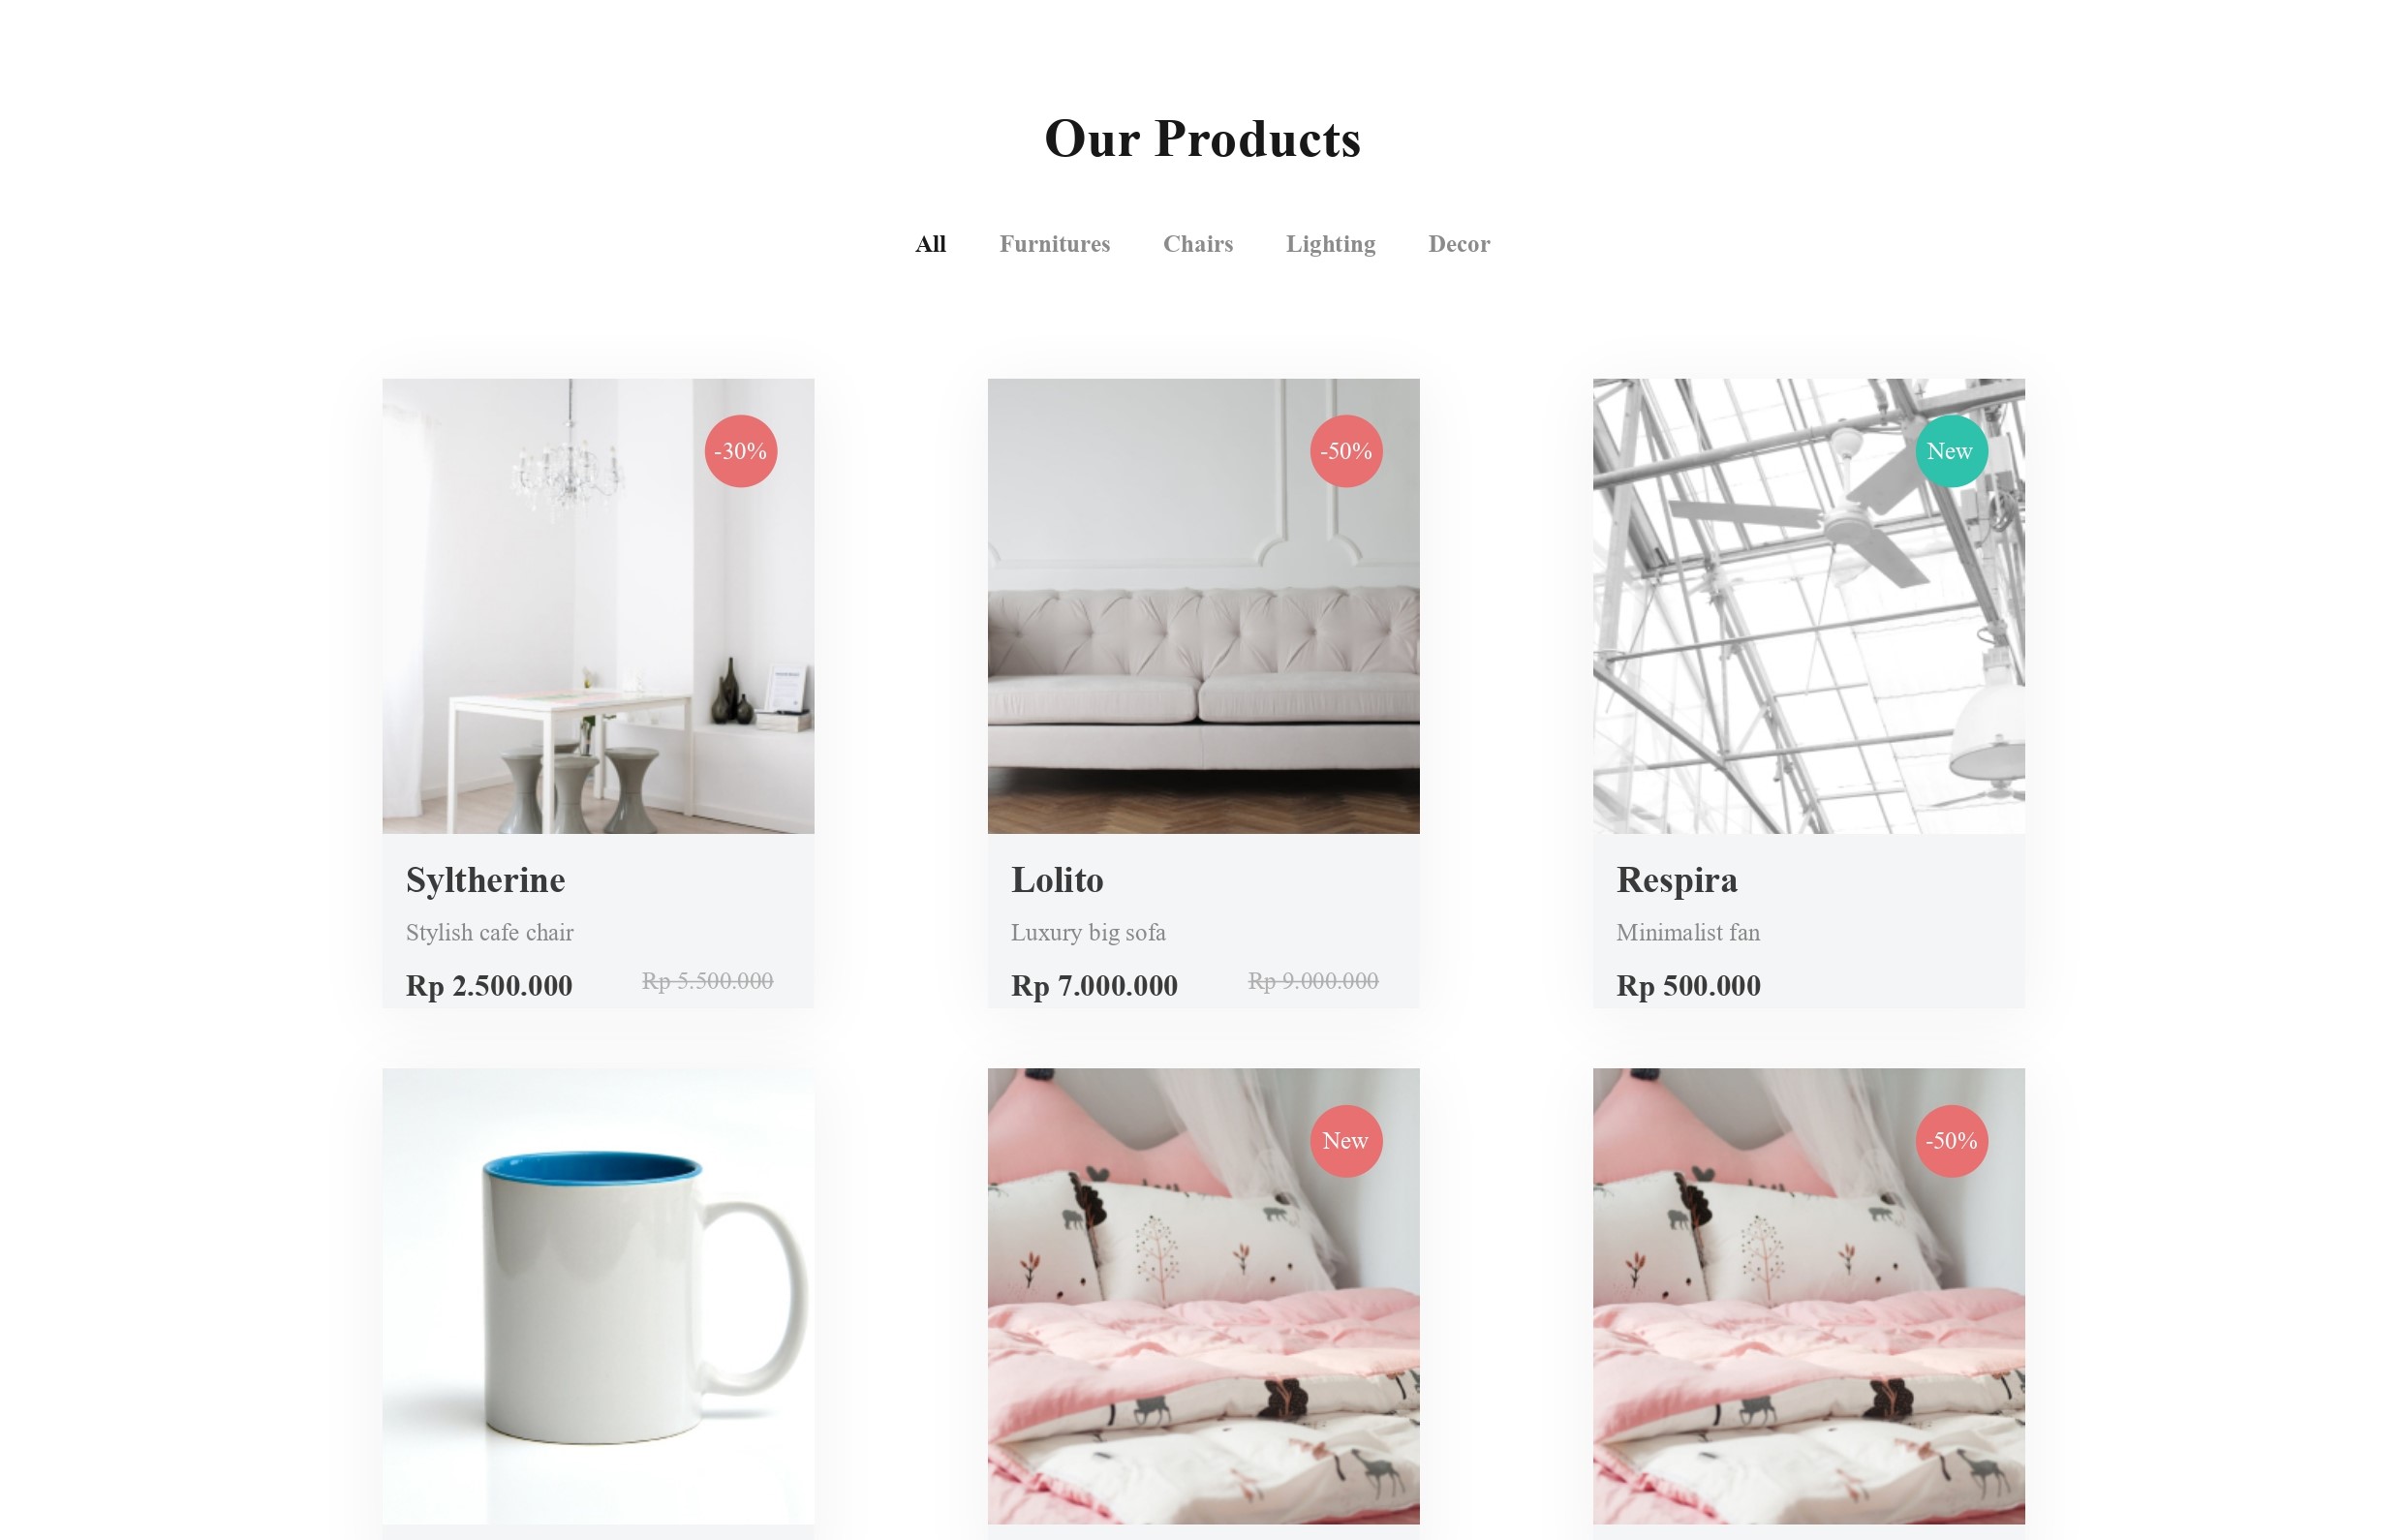 Our Products
All Furnitures Chairs Lighting Decor
-30%
-50%
New
Syltherine
Stylish cafe chair
Rp 2.500.000 Rp 5.500.000
Lolito
Luxury big sofa
Rp 7.000.000 Rp 9.000.000
Respira
Minimalist fan
Rp 500.000
New
-50%